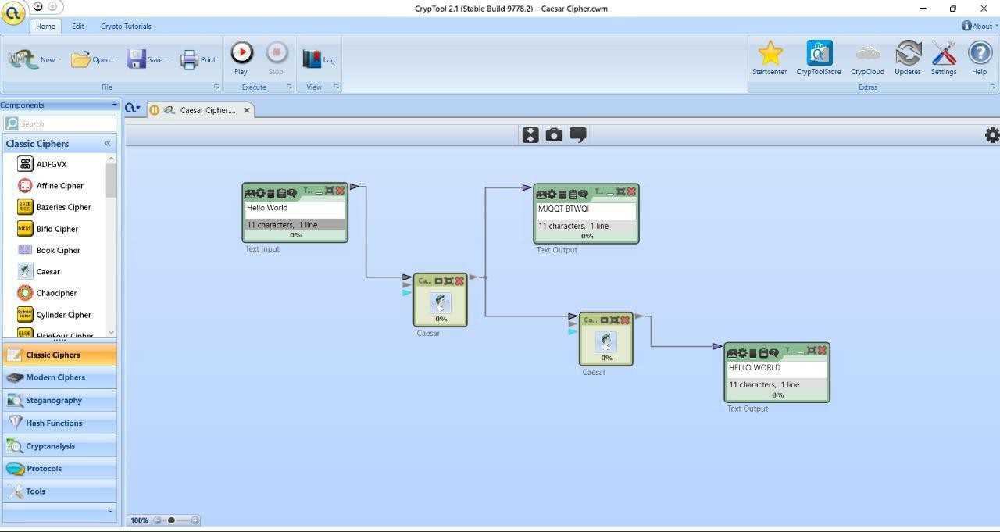 CrypTool 2.1 (Stable Build 9778.2) – Caesar Cipher.cwm
Home Edit Crypto Tutorials About
New Open Save Print Play Stop Log Startcenter CrypToolStore CrypCloud Updates Settings Help
File Execute View Extras
Components
Caesar Cipher....
Search
Classic Ciphers
ADFGVX
Affine Cipher
Bazeries Cipher
Bifid Cipher
Book Cipher
Caesar
Chaocipher
Cylinder Cipher
ElsieFour Cipher
Classic Ciphers
Modern Ciphers
Steganography
Hash Functions
Cryptanalysis
Protocols
Tools
T...
Hello World
11 characters, 1 line
0%
Text Input
T...
MJQQT BTWQI
11 characters, 1 line
0%
Text Output
Ca...
0%
Caesar
Ca...
0%
Caesar
T...
HELLO WORLD
11 characters, 1 line
0%
Text Output
100%